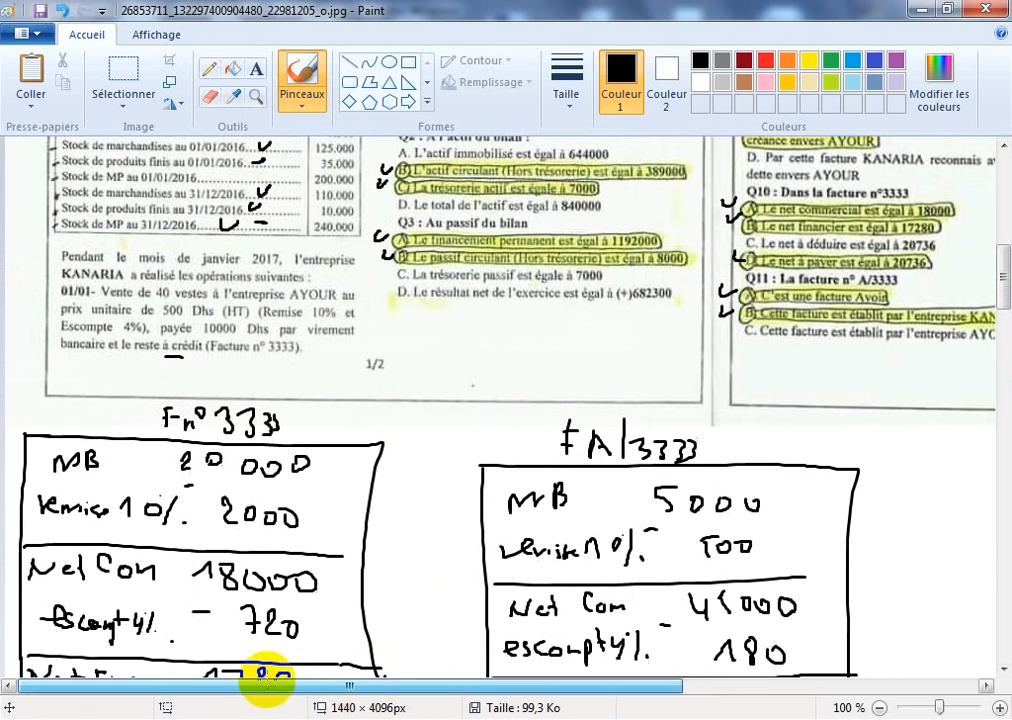 26853711_132297400904480_22981205_o.jpg - Paint
Accueil
Affichage
Coller
Sélectionner
Pinceaux
Contour
Remplissage
Taille
Couleur 1
Couleur 2
Modifier les couleurs
Presse-papiers
Image
Outils
Formes
Couleurs
Stock de marchandises au 01/01/2016 125.000
Stock de produits finis au 01/01/2016 35.000
Stock de MP au 01/01/2016 200.000
Stock de marchandises au 31/12/2016 110.000
Stock de produits finis au 31/12/2016 10.000
Stock de MP au 31/12/2016 240.000
Pendant le mois de janvier 2017, l'entreprise
KANARIA a réalisé les opérations suivantes :
01/01- Vente de 40 vestes à l'entreprise AYOUR au
prix unitaire de 500 Dhs (HT) (Remise 10% et
Escompte 4%), payée 10000 Dhs par virement
bancaire et le reste à crédit (Facture n° 3333).
Q2 : A l'actif du bilan :
A. L'actif immobilisé est égal à 644000
B) L'actif circulant (Hors trésorerie) est égal à 389000
C) La trésorerie actif est égale à 7000
D. Le total de l'actif est égal à 840000
Q3 : Au passif du bilan
A. Le financement permanent est égal à 1192000
B. Le passif circulant (Hors trésorerie) est égal à 8000
C. La trésorerie passif est égale à 7000
D. Le résultat net de l'exercice est égal à (+)682300
1/2
créance envers AYOUR
D. Par cette facture KANARIA reconnais
dette envers AYOUR
Q10 : Dans la facture n°3333
A. Le net commercial est égal à 18000
B. Le net financier est égal à 17280
C. Le net à déduire est égal à 20736
D. Le net à payer est égal à 20736
Q11 : La facture n° A/3333
A. C'est une facture Avoir
B. Cette facture est établit par l'entreprise KAN
C. Cette facture est établit par l'entreprise AYO
F n° 3333
MB 20 000
remise 10%. 2000
Net Com 18000
escompt 4%. - 720
F A/3333
MB 5000
remise 10%. - 500
Net Com
escompt 4%. - 180
100 %
1440 × 4096px
Taille : 99,3 Ko